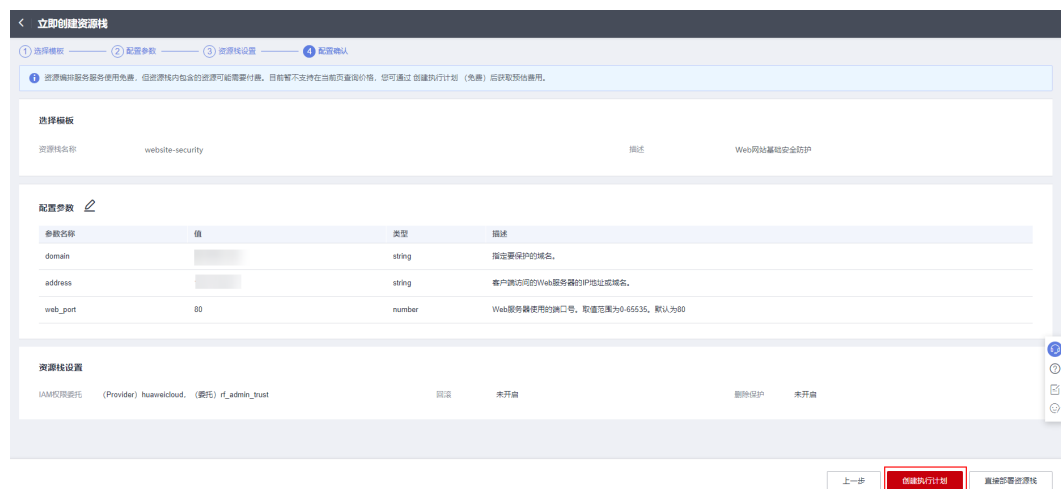 立即创建资源栈
1 选择模板 2 配置参数 3 资源栈设置 4 配置确认
资源编排服务服务使用免费，但资源栈内包含的资源可能需要付费。目前暂不支持在当前页查询价格，您可通过 创建执行计划 （免费）后获取预估费用。
选择模板
资源栈名称 website-security 描述 Web网站基础安全防护
配置参数
参数名称 值 类型 描述
domain string 指定要保护的域名。
address string 客户端访问的Web服务器的IP地址或域名。
web_port 80 number Web服务器使用的端口号。取值范围为0-65535，默认为80
资源栈设置
IAM权限委托 （Provider）huaweicloud，（委托）rf_admin_trust 回滚 未开启 删除保护 未开启
上一步 创建执行计划 直接部署资源栈